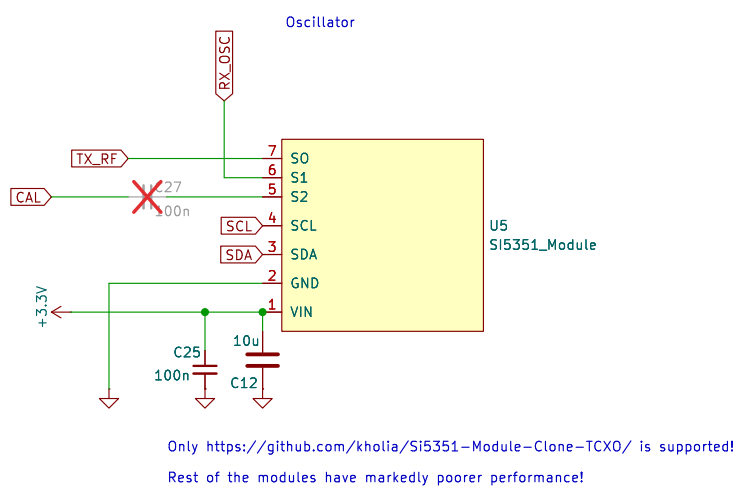 Oscillator
RX_OSC
TX_RF
7
SO
6
S1
CAL
C27
100n
5
S2
SCL
4
SCL
U5
SI5351_Module
SDA
3
SDA
2
GND
+3.3V
1
VIN
10u
C25
100n
C12
Only https://github.com/kholia/Si5351-Module-Clone-TCXO/ is supported!
Rest of the modules have markedly poorer performance!